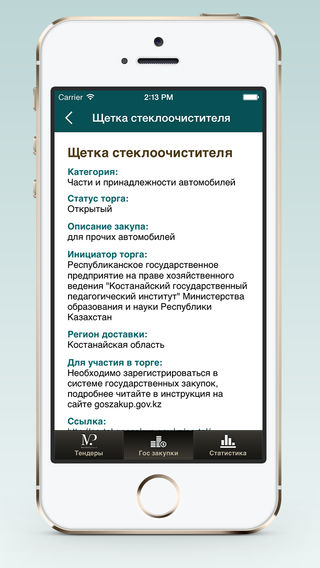 Carrier 2:13 PM
Щетка стеклоочистителя
Щетка стеклоочистителя
Категория:
Части и принадлежности автомобилей
Статус торга:
Открытый
Описание закупа:
для прочих автомобилей
Инициатор торга:
Республиканское государственное
предприятие на праве хозяйственного
ведения "Костанайский государственный
педагогический институт" Министерства
образования и науки Республики
Казахстан
Регион доставки:
Костанайская область
Для участия в торге:
Необходимо зарегистрироваться в
системе государственных закупок,
подробнее читайте в инструкция на
сайте goszakup.gov.kz
Ссылка:
Тендеры Гос закупки Статистика